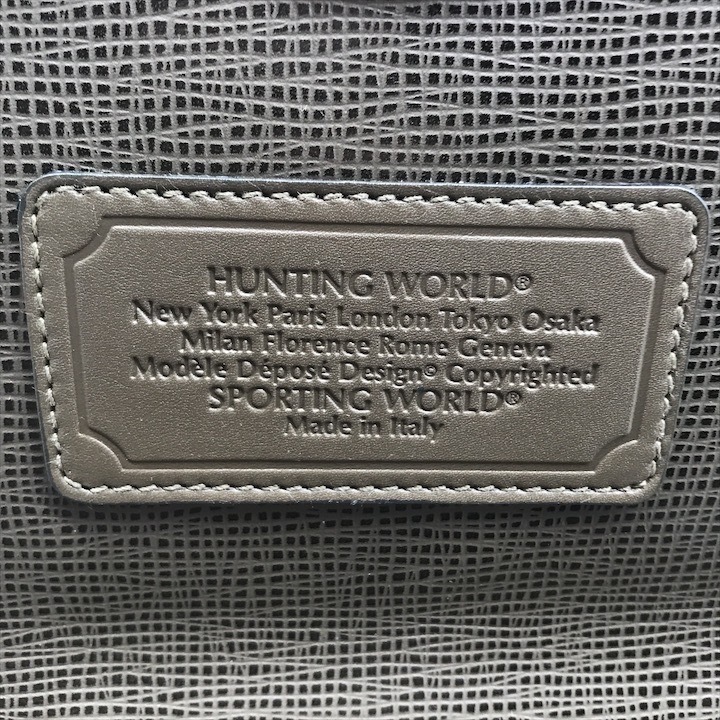 HUNTING WORLD®
New York Paris London Tokyo Osaka
Milan Florence Rome Geneva
Modèle Déposé Design© Copyrighted
SPORTING WORLD®
Made in Italy